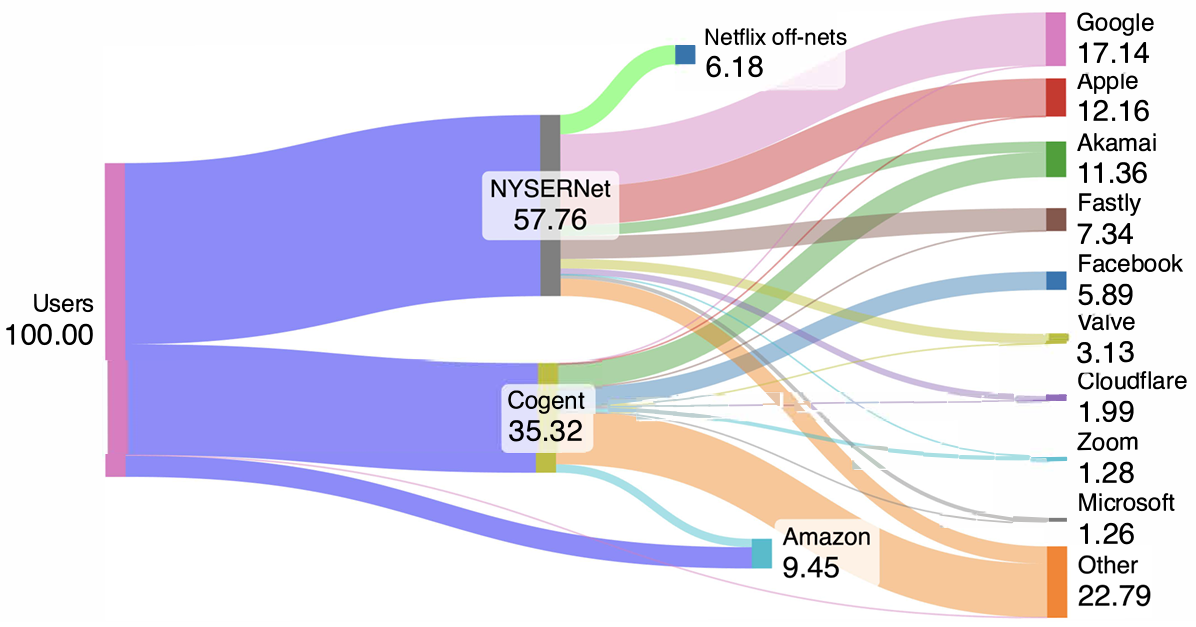 Netflix off-nets
6.18
Google
17.14
Apple
12.16
Akamai
11.36
NYSERNet
57.76
Fastly
7.34
Facebook
5.89
Users
100.00
Valve
3.13
Cloudflare
1.99
Cogent
35.32
Zoom
1.28
Microsoft
1.26
Amazon
9.45
Other
22.79